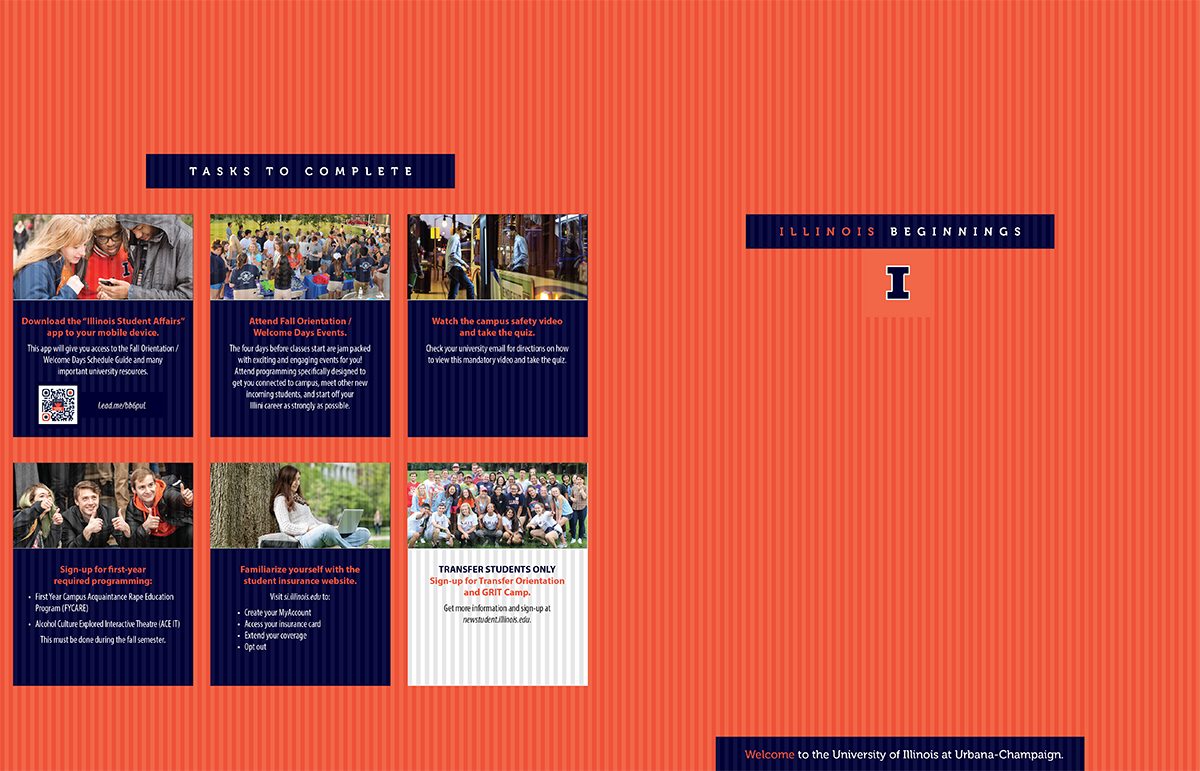 TASKS TO COMPLETE
Download the “Illinois Student Affairs”
app to your mobile device.
This app will give you access to the Fall Orientation /
Welcome Days Schedule Guide and many
important university resources.
Lead.me/bb6puL
Attend Fall Orientation /
Welcome Days Events.
The four days before classes start are jam packed
with exciting and engaging events for you!
Attend programming specifically designed to
get you connected to campus, meet other new
incoming students, and start off your
Illini career as strongly as possible.
Watch the campus safety video
and take the quiz.
Check your university email for directions on how
to view this mandatory video and take the quiz.
Sign-up for first-year
required programming:
• First Year Campus Acquaintance Rape Education
Program (FYCARE)
• Alcohol Culture Explored Interactive Theatre (ACE IT)
This must be done during the fall semester.
Familiarize yourself with the
student insurance website.
Visit si.illinois.edu to:
• Create your MyAccount
• Access your insurance card
• Extend your coverage
• Opt out
TRANSFER STUDENTS ONLY
Sign-up for Transfer Orientation
and GRIT Camp.
Get more information and sign-up at
newstudent.illinois.edu.
ILLINOIS BEGINNINGS
I
Welcome to the University of Illinois at Urbana-Champaign.